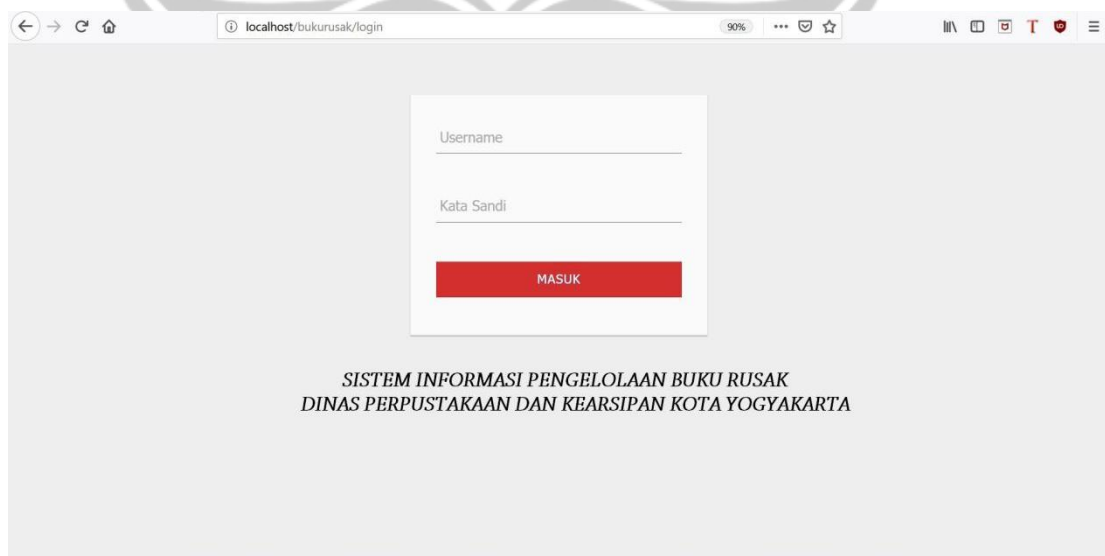 localhost/bukurusak/login
90%
Username
Kata Sandi
MASUK
SISTEM INFORMASI PENGELOLAAN BUKU RUSAK
DINAS PERPUSTAKAAN DAN KEARSIPAN KOTA YOGYAKARTA